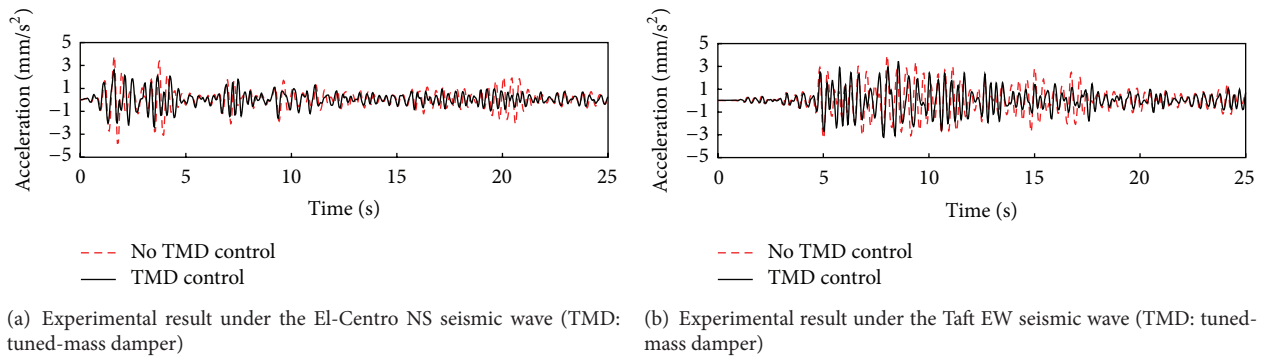 Acceleration (mm/s²)
5
3
1
−1
−3
−5
0
5
10
15
20
25
Time (s)
No TMD control
TMD control
(a) Experimental result under the El-Centro NS seismic wave (TMD:
tuned-mass damper)
Acceleration (mm/s²)
5
3
1
−1
−3
−5
0
5
10
15
20
25
Time (s)
No TMD control
TMD control
(b) Experimental result under the Taft EW seismic wave (TMD: tuned-
mass damper)